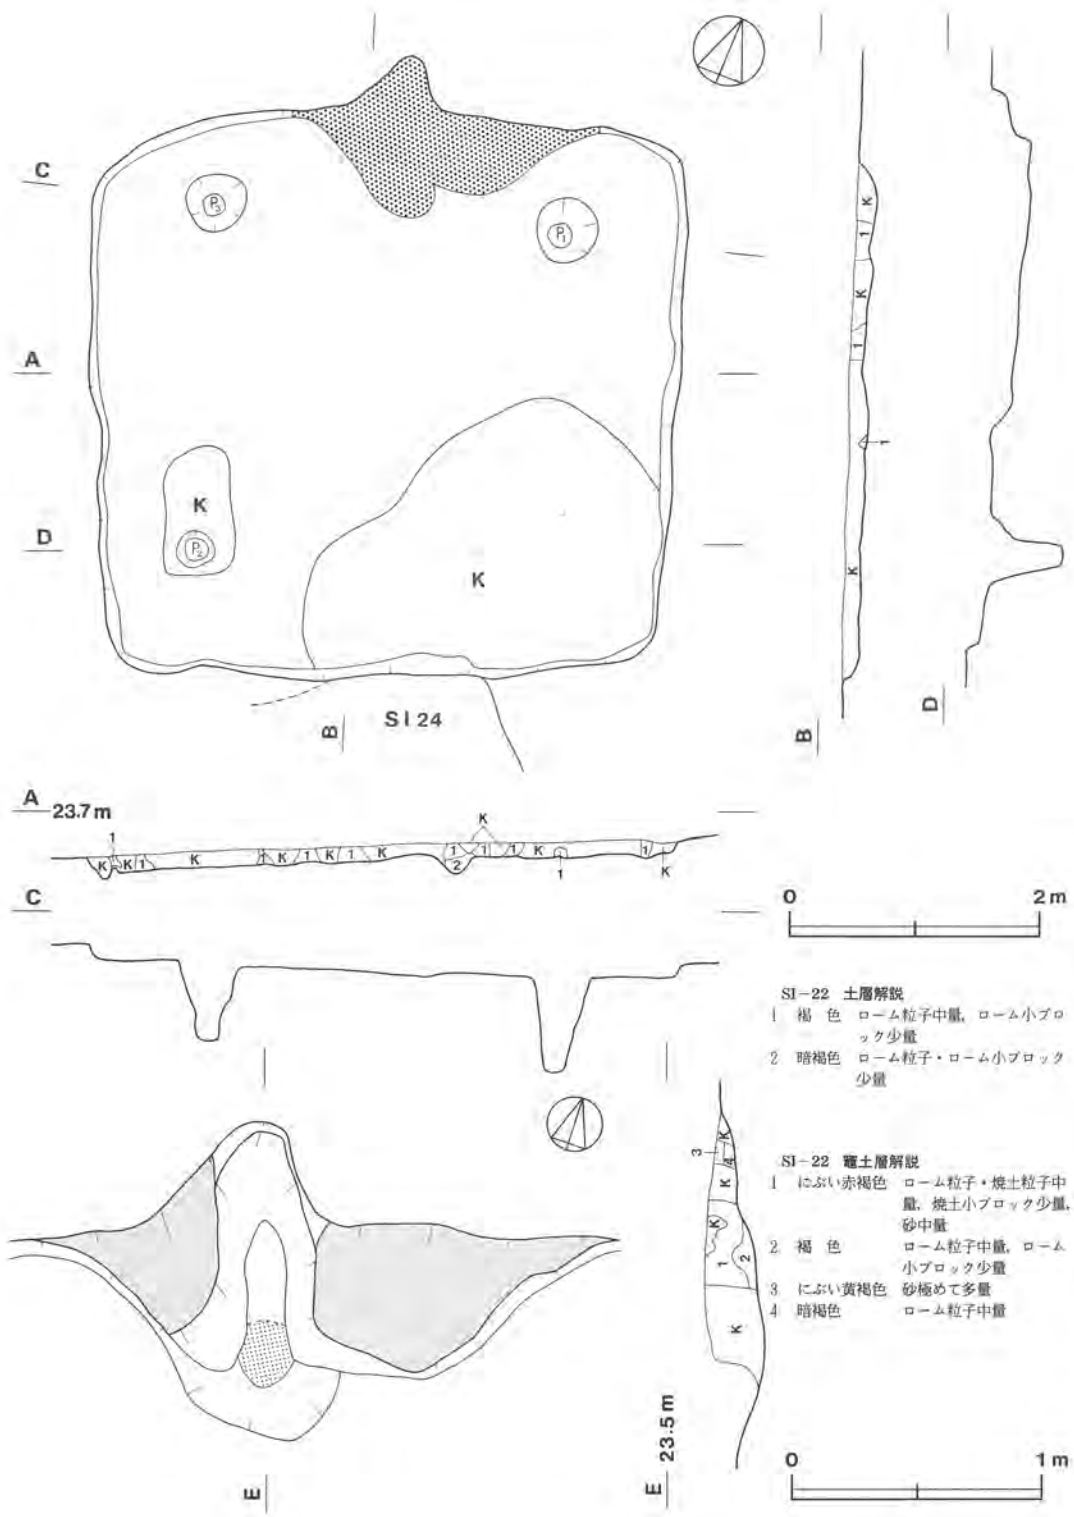 C
P3
P1
A
K
D
P2
K
B
SI 24
K
1
K
1
1
K
B
D
A 23.7m
K
1
K K 1 K 1 K 1 K 1 K 1 1 1 K 1
2
1
K
C
0 2m
SI-22 土層解説
1 褐 色 ローム粒子中量，ローム小ブロ
ック少量
2 暗褐色 ローム粒子・ローム小ブロック
少量
SI-22 竈土層解説
1 にぶい赤褐色 ローム粒子・焼土粒子中
量，焼土小ブロック少量，
砂中量
2 褐 色 ローム粒子中量，ローム
小ブロック少量
3 にぶい黄褐色 砂極めて多量
4 暗褐色 ローム粒子中量
K
3
4
K
K
1
2
K
E
E 23.5m
0 1m